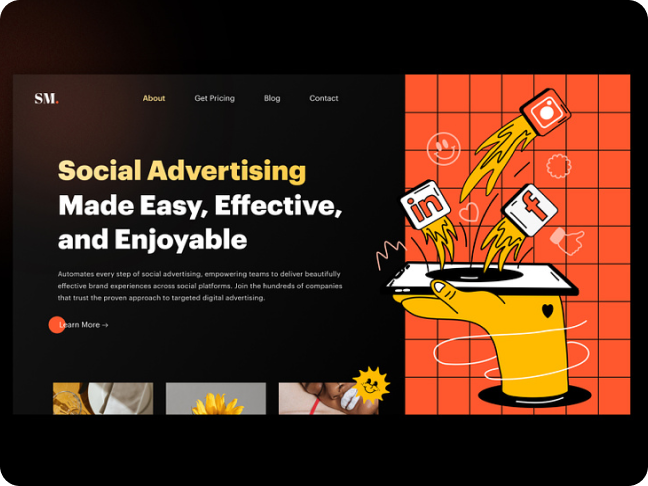 SM.
About Get Pricing Blog Contact
Social Advertising
Made Easy, Effective,
and Enjoyable
Automates every step of social advertising, empowering teams to deliver beautifully
effective brand experiences across social platforms. Join the hundreds of companies
that trust the proven approach to targeted digital advertising.
Learn More →
in
f